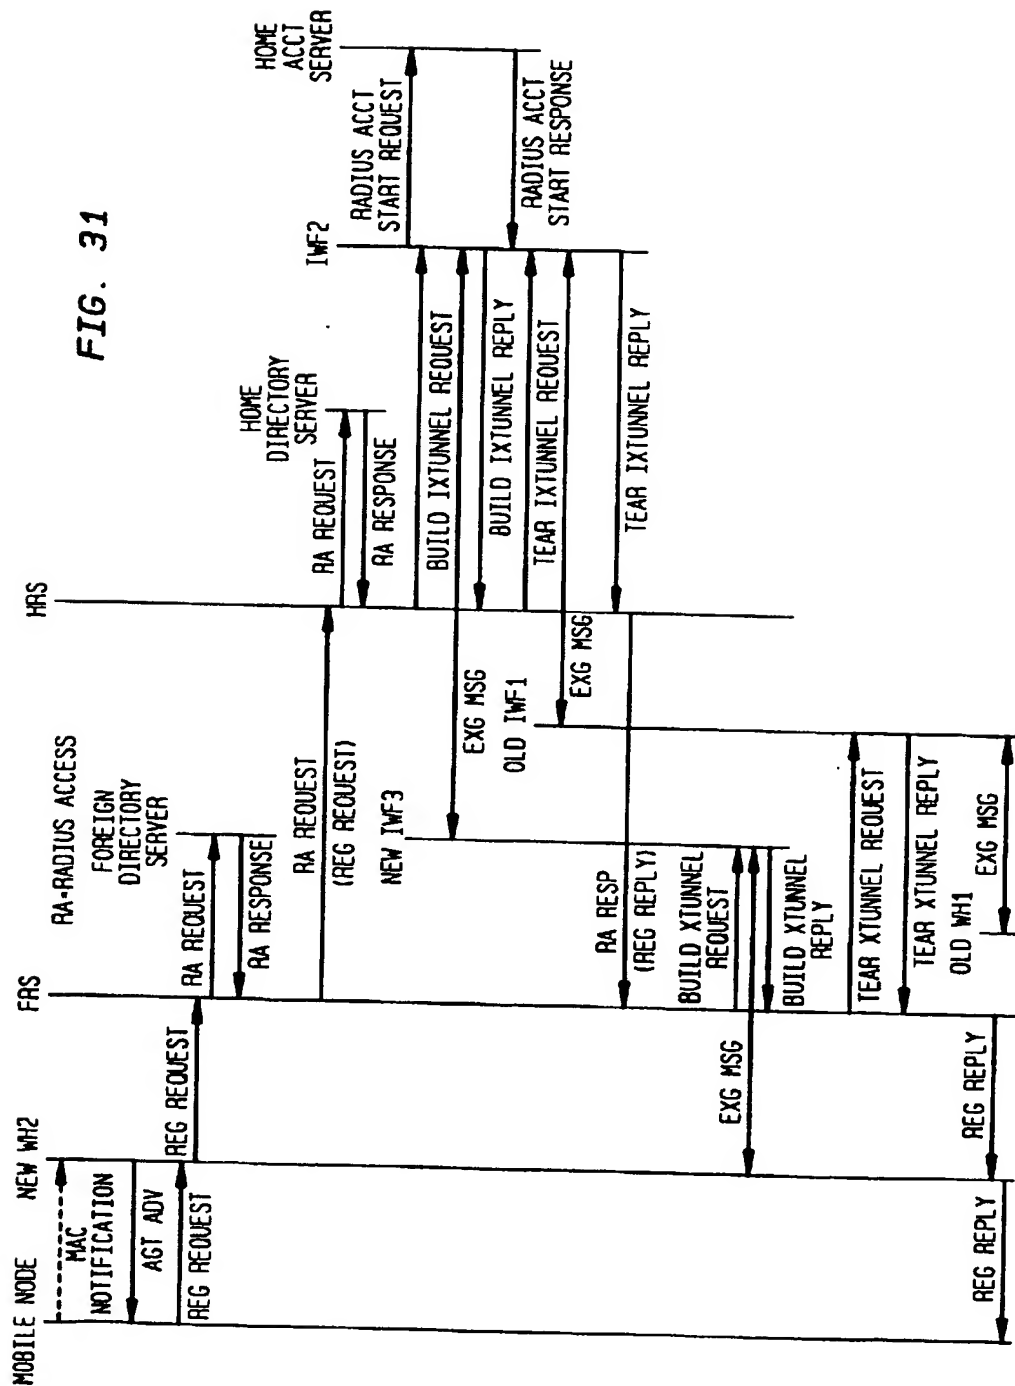 FIG. 31
MOBILE NODE
NEW WH2
FRS
RA=RADIUS ACCESS
FOREIGN
DIRECTORY
SERVER
HRS
HOME
DIRECTORY
SERVER
IWF2
HOME
ACCT
SERVER
MAC
NOTIFICATION
AGT ADV
REG REQUEST
REG REQUEST
RA REQUEST
RA RESPONSE
RA REQUEST
(REG REQUEST)
RA REQUEST
RA RESPONSE
RADIUS ACCT
START REQUEST
BUILD IXTUNNEL REQUEST
NEW IWF3
EXG MSG
BUILD IXTUNNEL REPLY
RADIUS ACCT
START RESPONSE
TEAR IXTUNNEL REQUEST
OLD IWF1
EXG MSG
TEAR IXTUNNEL REPLY
RA RESP
(REG REPLY)
BUILD XTUNNEL
REQUEST
EXG MSG
BUILD XTUNNEL
REPLY
TEAR XTUNNEL REQUEST
TEAR XTUNNEL REPLY
OLD WH1
EXG MSG
REG REPLY
REG REPLY